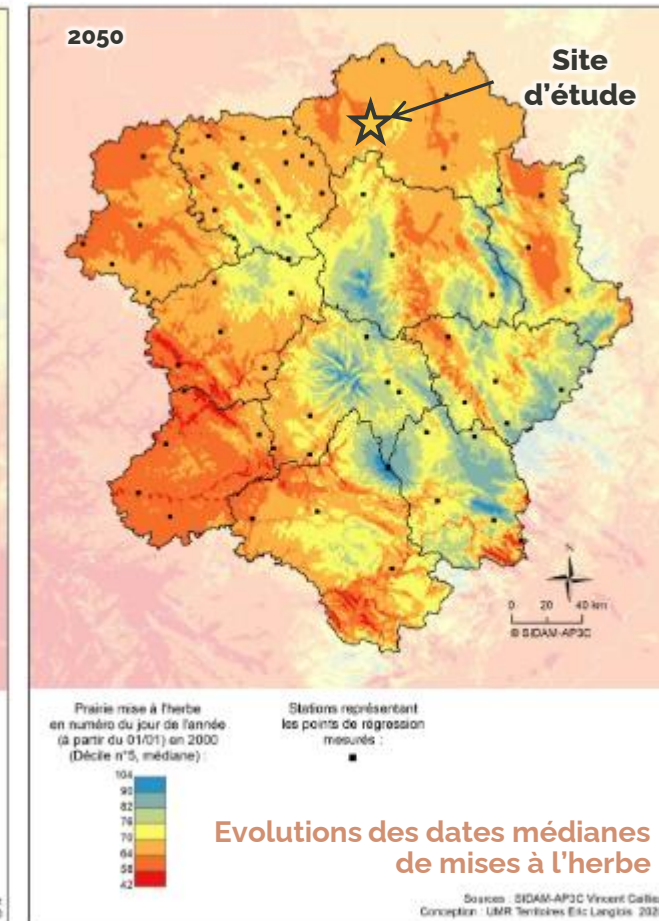 2050
Site
d'étude
N
0 20 40 km
© SIDAM-AP3C
Prairie mise à l'herbe
en numéro du jour de l'année
(à partir du 01/01) en 2000
(Décile n°5, médiane) :
104
90
82
76
70
64
58
42
Stations représentant
les points de régression
mesurés :
Evolutions des dates médianes
de mises à l'herbe
Sources : SIDAM-AP3C Vincent
Conception : UMR Territoires Eric Langlois